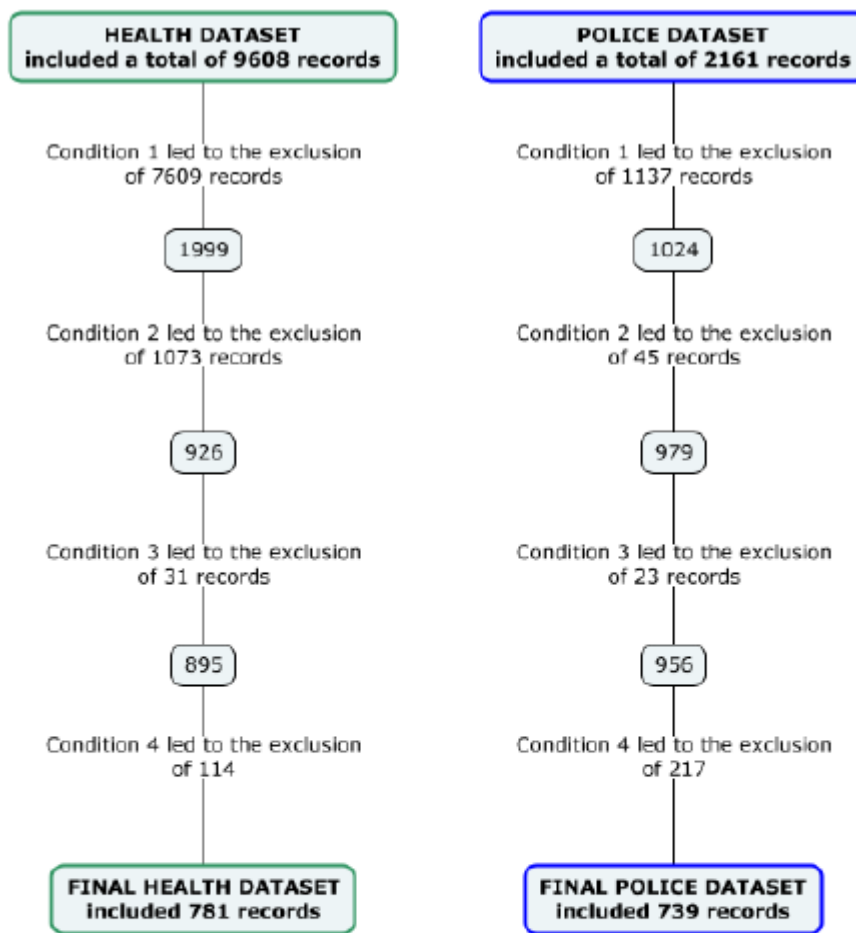 HEALTH DATASET
included a total of 9608 records
Condition 1 led to the exclusion
of 7609 records
1999
Condition 2 led to the exclusion
of 1073 records
926
Condition 3 led to the exclusion
of 31 records
895
Condition 4 led to the exclusion
of 114
FINAL HEALTH DATASET
included 781 records
POLICE DATASET
included a total of 2161 records
Condition 1 led to the exclusion
of 1137 records
1024
Condition 2 led to the exclusion
of 45 records
979
Condition 3 led to the exclusion
of 23 records
956
Condition 4 led to the exclusion
of 217
FINAL POLICE DATASET
included 739 records